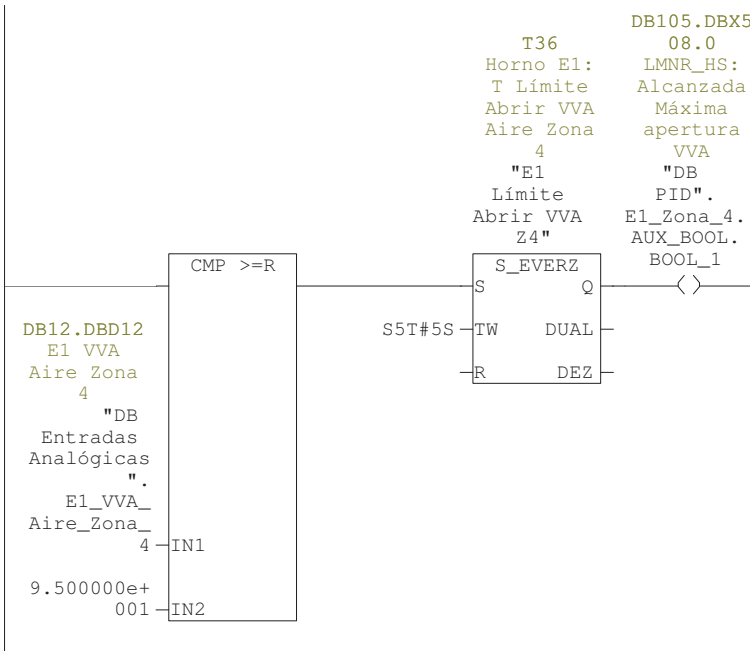 DB105.DBX5
08.0
LMNR_HS:
Alcanzada
Máxima
apertura
VVA
"DB
PID".
E1_Zona_4.
AUX_BOOL.
BOOL_1
T36
Horno E1:
T Límite
Abrir VVA
Aire Zona
4
"E1
Límite
Abrir VVA
Z4"
CMP >=R
S_EVERZ
S Q
S5T#5S TW DUAL
R DEZ
DB12.DBD12
E1 VVA
Aire Zona
4
"DB
Entradas
Analógicas
".
E1_VVA_
Aire_Zona_
4 IN1
9.500000e+
001 IN2